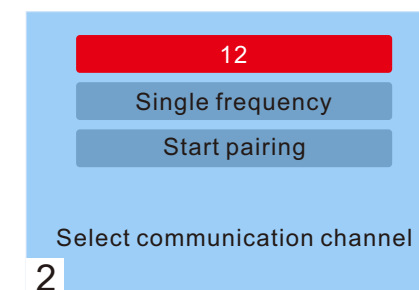 12
Single frequency
Start pairing
Select communication channel
2